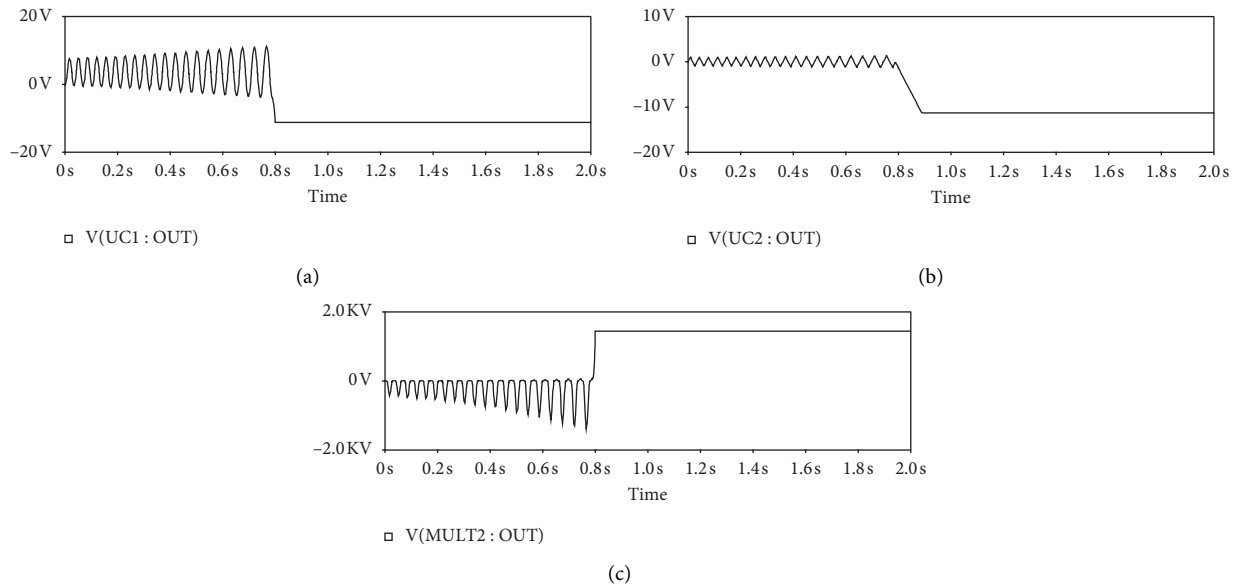 20 V
0 V
−20 V
0 s 0.2 s 0.4 s 0.6 s 0.8 s 1.0 s 1.2 s 1.4 s 1.6 s 1.8 s 2.0 s
Time
V(UC1 : OUT)
(a)
10 V
0 V
−10 V
−20 V
0 s 0.2 s 0.4 s 0.6 s 0.8 s 1.0 s 1.2 s 1.4 s 1.6 s 1.8 s 2.0 s
Time
V(UC2 : OUT)
(b)
2.0 KV
0 V
−2.0 KV
0 s 0.2 s 0.4 s 0.6 s 0.8 s 1.0 s 1.2 s 1.4 s 1.6 s 1.8 s 2.0 s
Time
V(MULT2 : OUT)
(c)